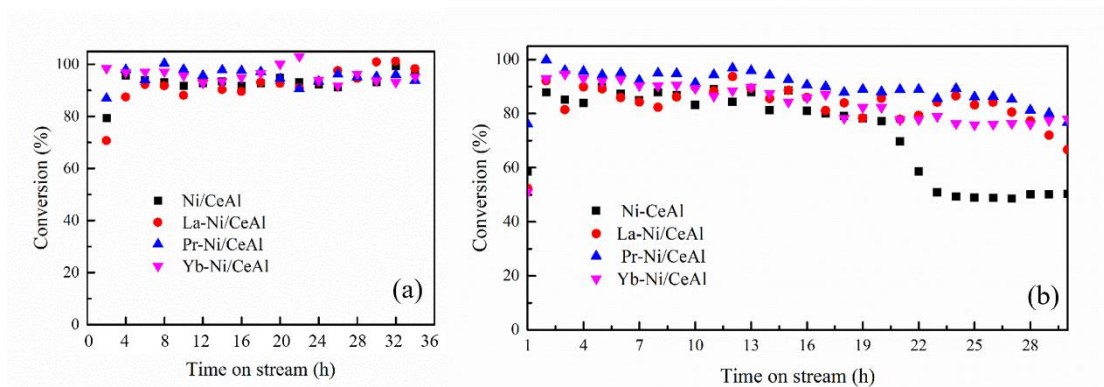 100
80
60
40
20
0
Conversion (%)
Ni/CeAl
La-Ni/CeAl
Pr-Ni/CeAl
Yb-Ni/CeAl
(a)
0 4 8 12 16 20 24 28 32 36
Time on stream (h)
100
80
60
40
20
0
Conversion (%)
Ni-CeAl
La-Ni/CeAl
Pr-Ni/CeAl
Yb-Ni/CeAl
(b)
1 4 7 10 13 16 19 22 25 28
Time on stream (h)